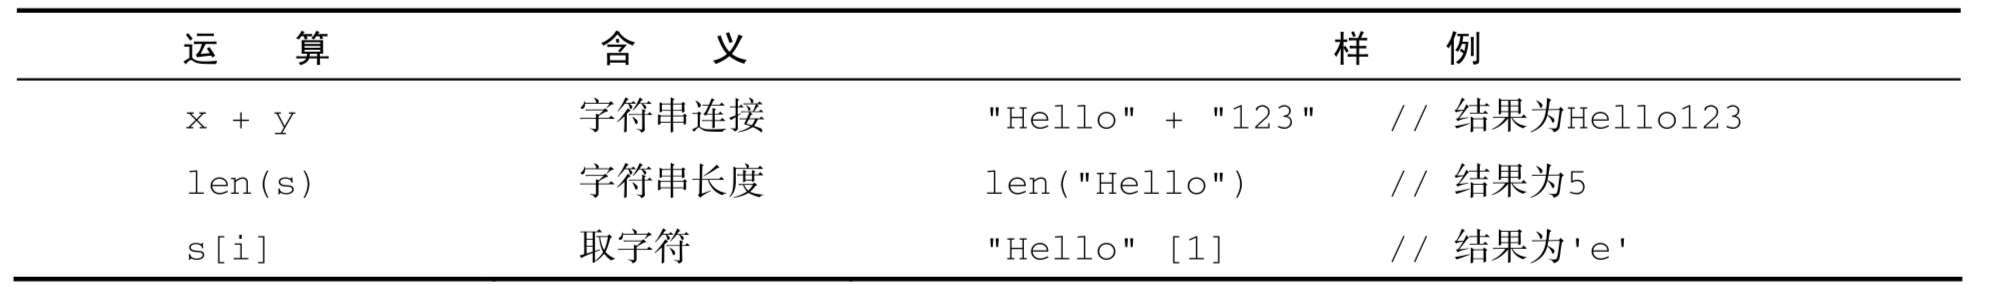 运 算 含 义 样 例
x + y 字符串连接 "Hello" + "123" // 结果为Hello123
len(s) 字符串长度 len("Hello") // 结果为5
s[i] 取字符 "Hello" [1] // 结果为'e'